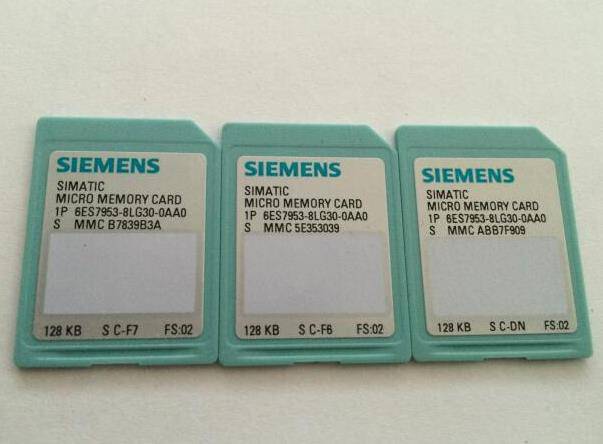 SIEMENS
SIMATIC
MICRO MEMORY CARD
1P 6ES7953-8LG30-0AA0
S MMC B7839B3A
128 KB S C-F7 FS:02
SIEMENS
SIMATIC
MICRO MEMORY CARD
1P 6ES7953-8LG30-0AA0
S MMC 5E353039
128 KB S C-F6 FS:02
SIEMENS
SIMATIC
MICRO MEMORY CARD
1P 6ES7953-8LG30-0AA0
S MMC ABB7F909
128 KB S C-DN FS:02